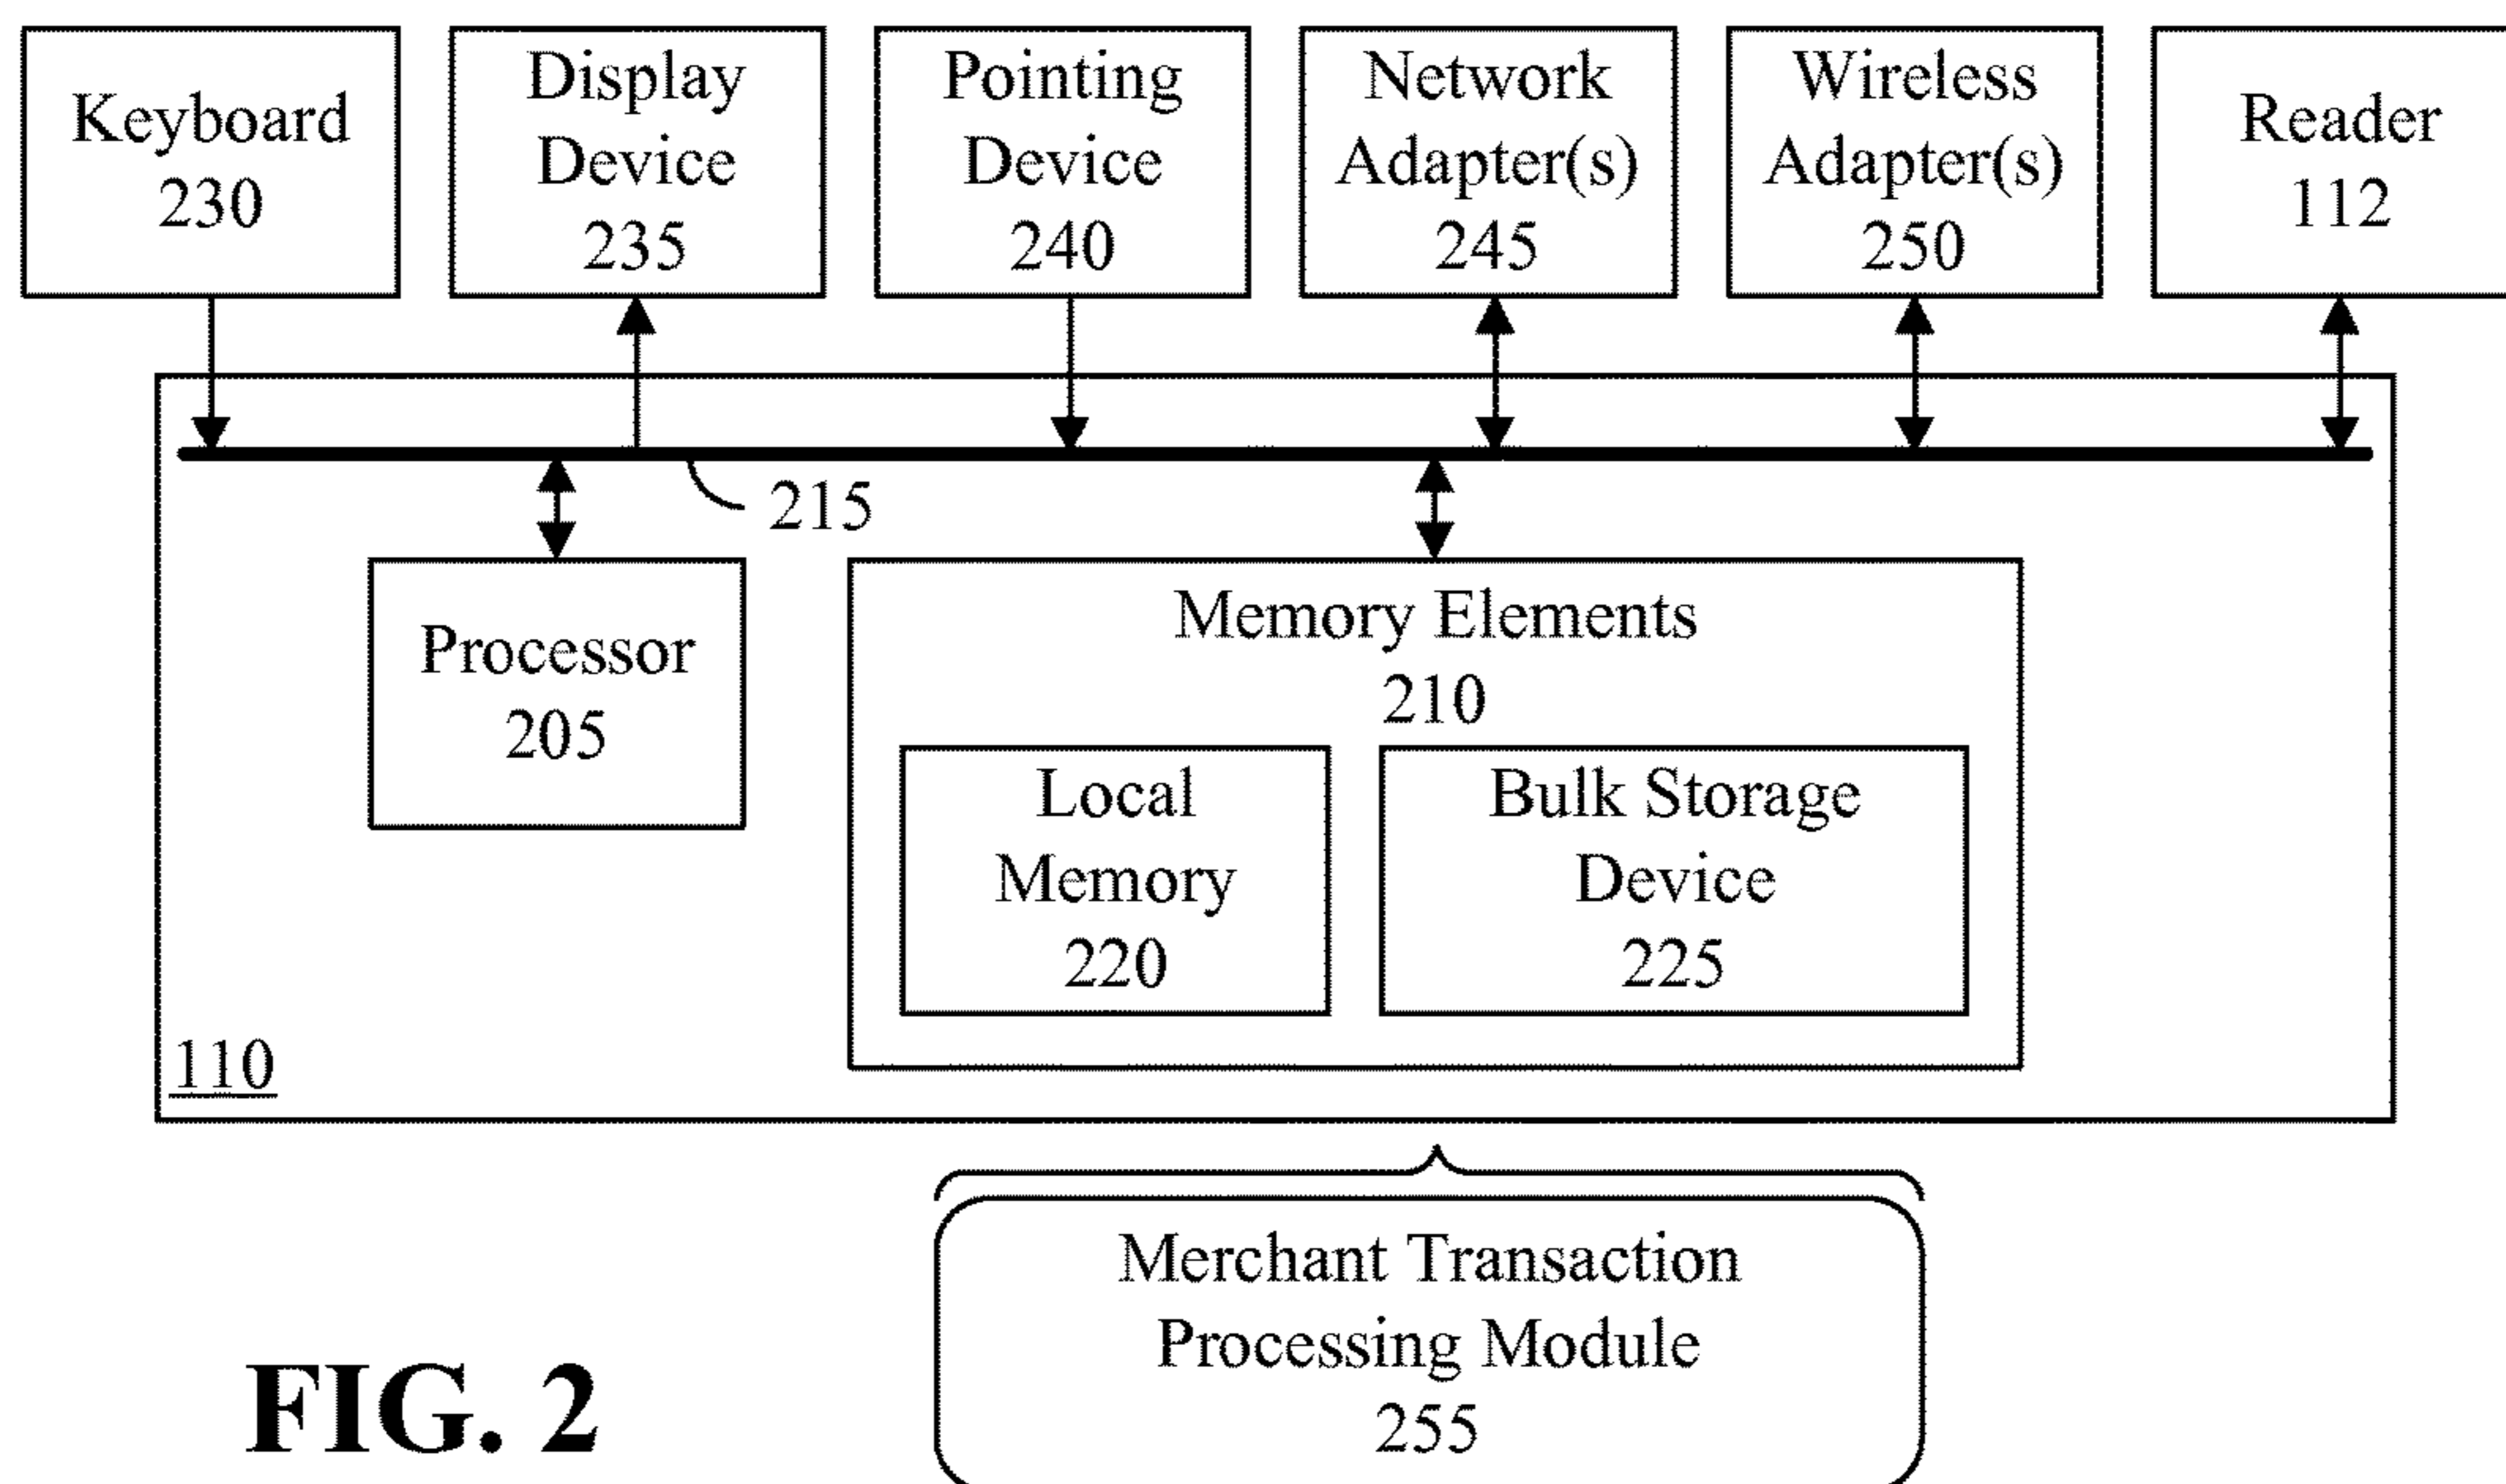 Keyboard
230
Display
Device
235
Pointing
Device
240
Network
Adapter(s)
245
Wireless
Adapter(s)
250
Reader
112
215
Processor
205
Memory Elements
210
Local
Memory
220
Bulk Storage
Device
225
110
Merchant Transaction
Processing Module
255
FIG. 2